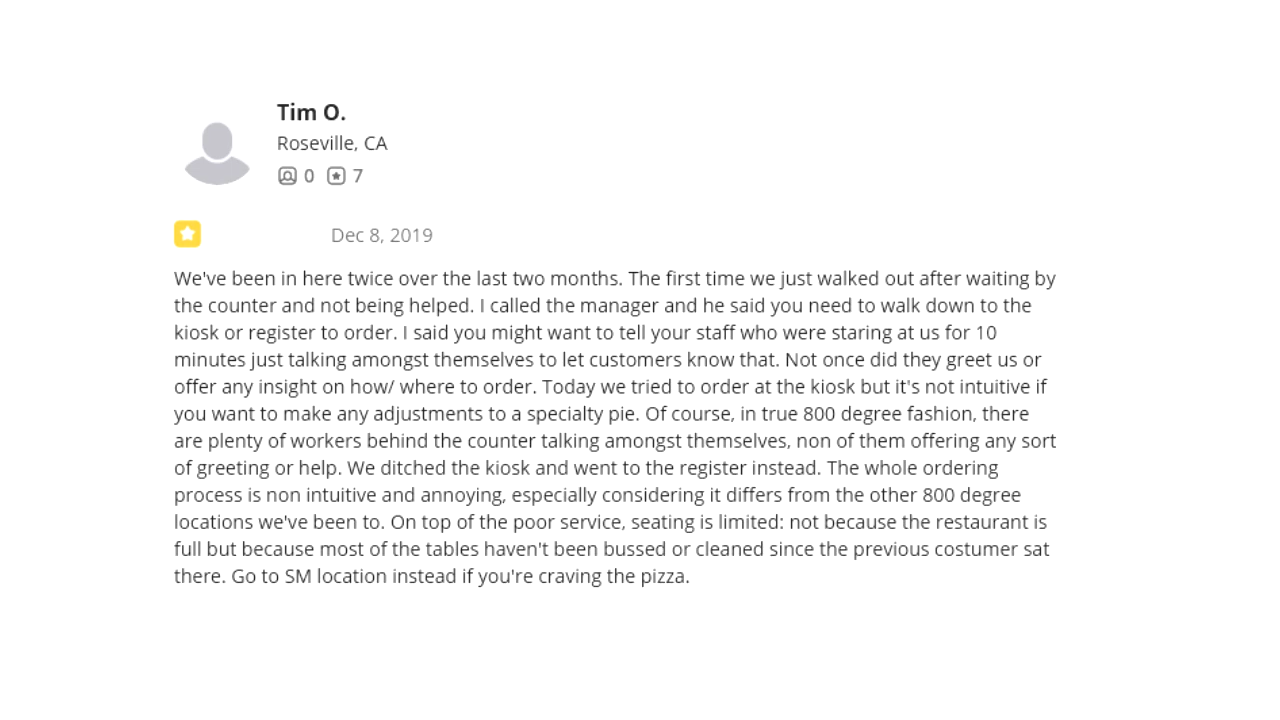 Tim O.
Roseville, CA
0 7
Dec 8, 2019
We've been in here twice over the last two months. The first time we just walked out after waiting by
the counter and not being helped. I called the manager and he said you need to walk down to the
kiosk or register to order. I said you might want to tell your staff who were staring at us for 10
minutes just talking amongst themselves to let customers know that. Not once did they greet us or
offer any insight on how/ where to order. Today we tried to order at the kiosk but it's not intuitive if
you want to make any adjustments to a specialty pie. Of course, in true 800 degree fashion, there
are plenty of workers behind the counter talking amongst themselves, non of them offering any sort
of greeting or help. We ditched the kiosk and went to the register instead. The whole ordering
process is non intuitive and annoying, especially considering it differs from the other 800 degree
locations we've been to. On top of the poor service, seating is limited: not because the restaurant is
full but because most of the tables haven't been bussed or cleaned since the previous costumer sat
there. Go to SM location instead if you're craving the pizza.